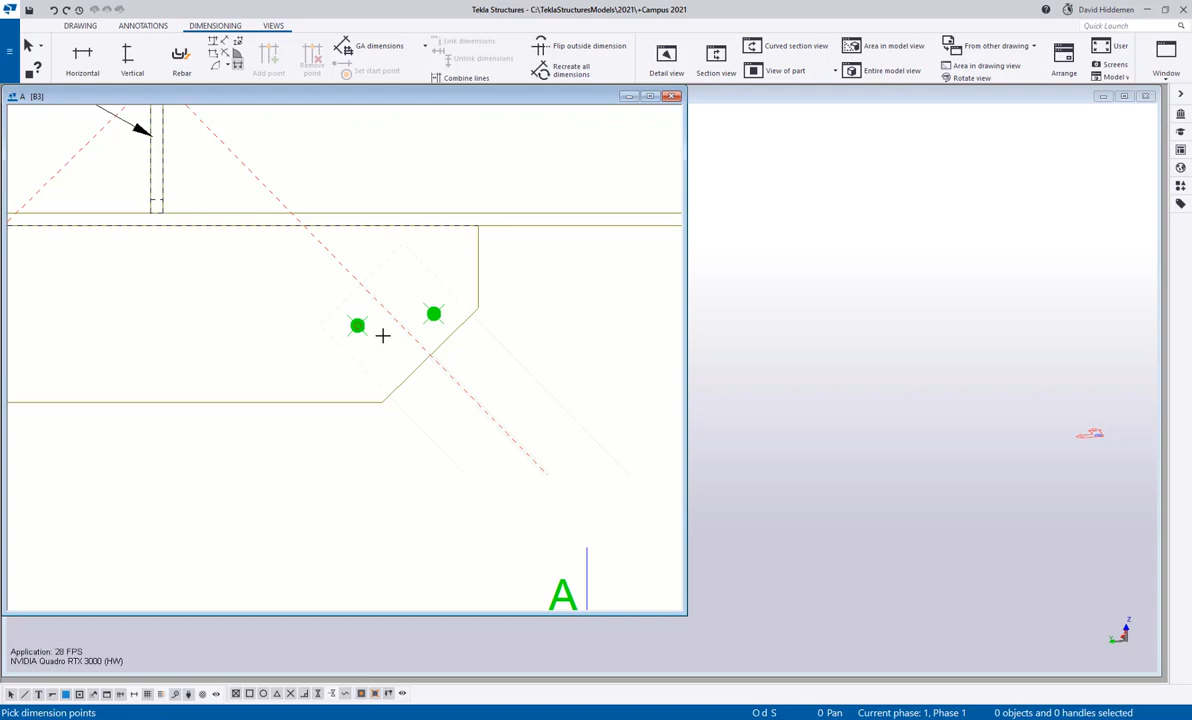 Tekla Structures - C:\TeklaStructuresModels\2021\+Campus 2021
David Hiddemen
DRAWING ANNOTATIONS DIMENSIONING VIEWS
Quick Launch
Horizontal
Vertical
Rebar
Add point
Remove point
GA dimensions
Set start point
Link dimensions
Unlink dimensions
Combine lines
Flip outside dimension
Recreate all dimensions
Detail view
Section view
Curved section view
View of part
Area in model view
Entire model view
From other drawing
Area in drawing view
Rotate view
Arrange
User
Screens
Model v
Window
A [B3]
A
Z
Application: 28 FPS
NVIDIA Quadro RTX 3000 (HW)
Pick dimension points
O d S
0 Pan
Current phase: 1, Phase 1
0 objects and 0 handles selected